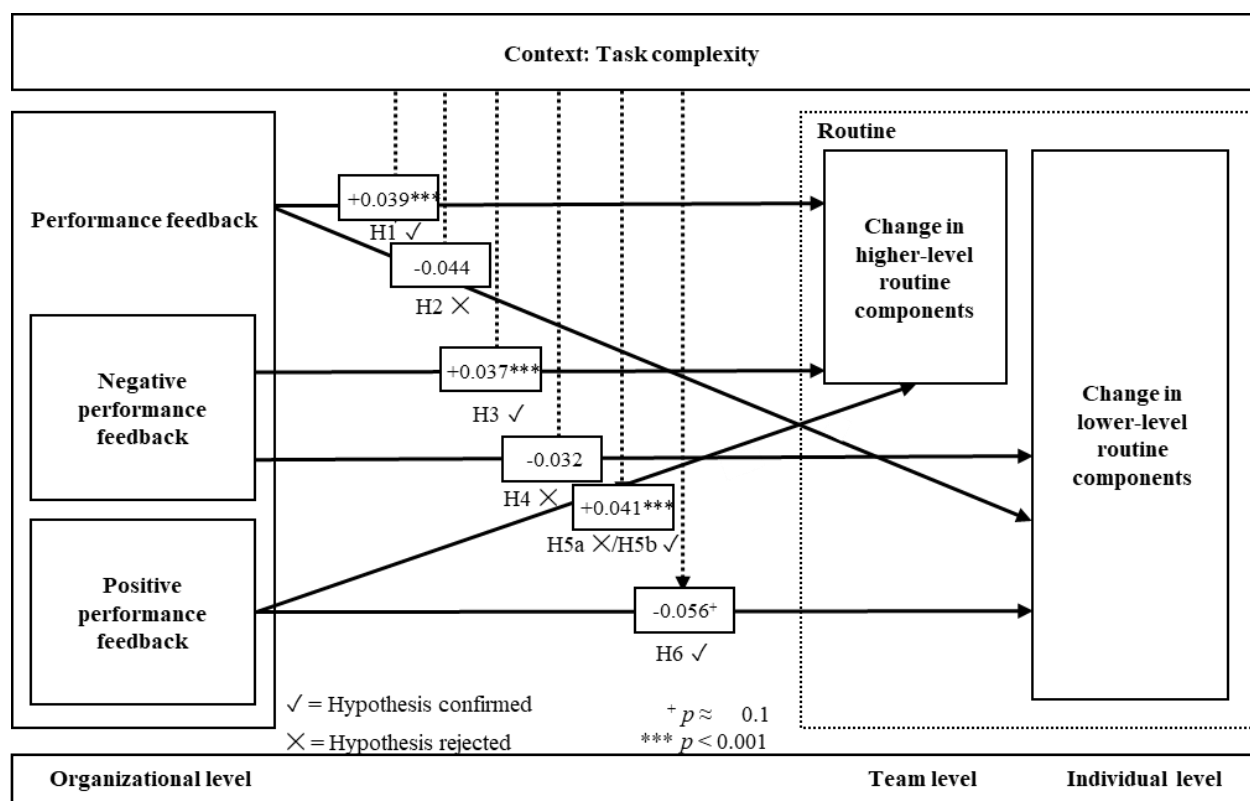 Context: Task complexity
Routine
Performance feedback
+0.039***
H1 ✓
-0.044
H2 ✕
Change in
higher-level
routine
components
Negative
performance
feedback
+0.037***
H3 ✓
-0.032
H4 ✕
+0.041***
H5a ✕/H5b ✓
Change in
lower-level
routine
components
Positive
performance
feedback
-0.056⁺
H6 ✓
✓ = Hypothesis confirmed
✕ = Hypothesis rejected
⁺ p ≈ 0.1
*** p < 0.001
Organizational level
Team level
Individual level